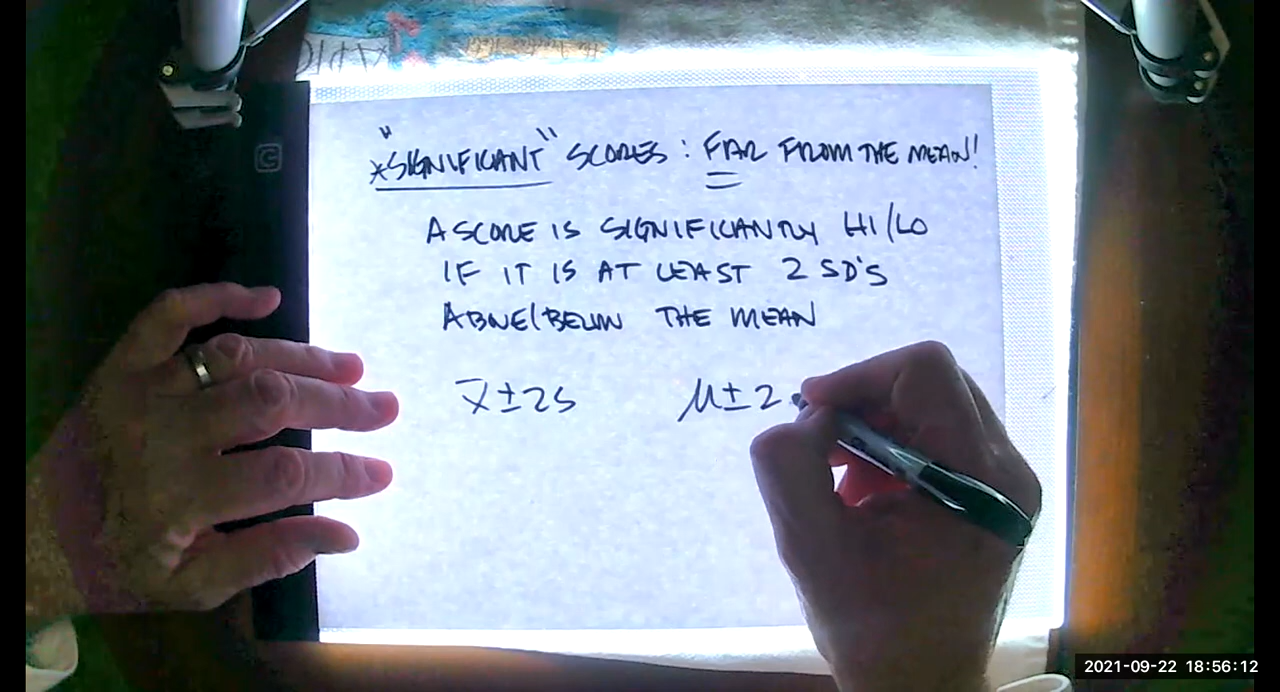 *"SIGNIFICANT" SCORES : FAR FROM THE MEAN!
A SCORE IS SIGNIFICANTLY HI/LO
IF IT IS AT LEAST 2 SD'S
ABOVE/BELOW THE MEAN
x̄ ± 2s μ ± 2
2021-09-22 18:56:12